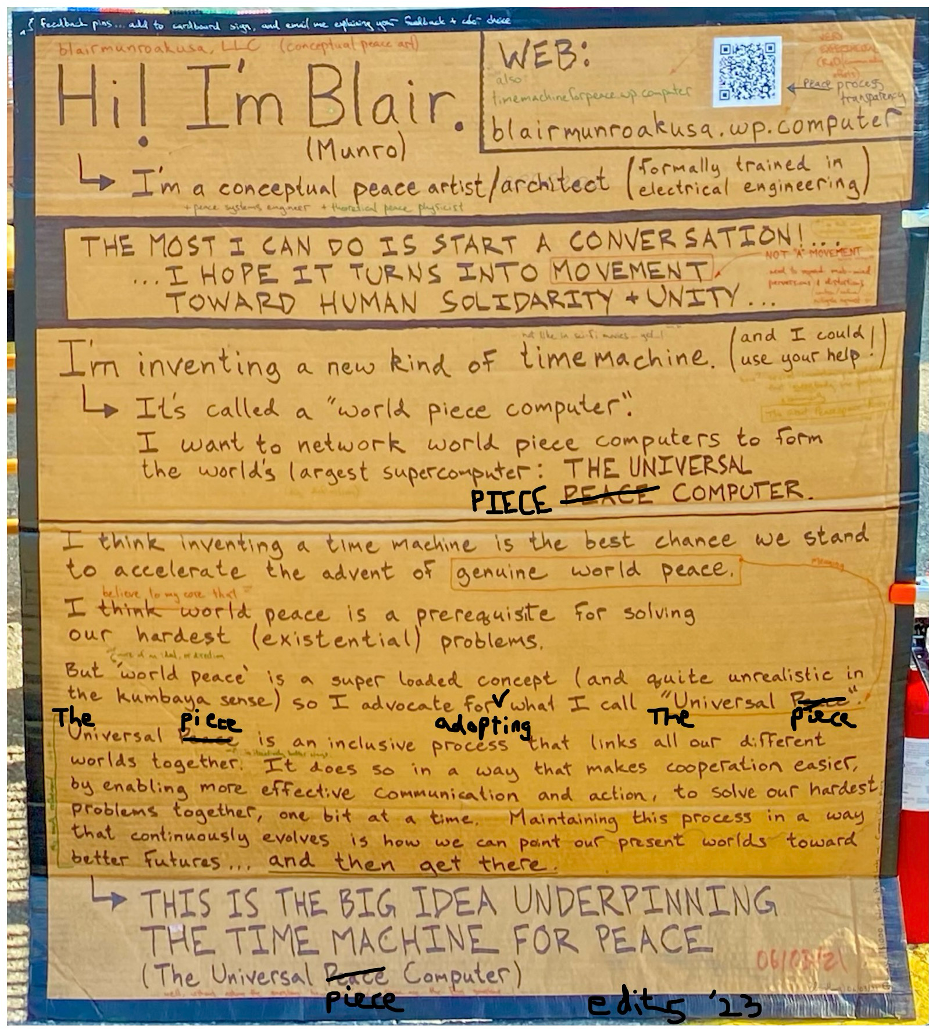 Feedback pins... add to cardboard sign, and email me explaining your feedback + color choice
blairmunroakusa, LLC (conceptual peace art)
Hi! I'm Blair.
(Munro)
WEB:
also
timemachineforpeace.wp.computer
peace process
transparency
blairmunroakusa.wp.computer
I'm a conceptual peace artist/architect (formally trained in
electrical engineering)
+ peace systems engineer + theoretical peace physicist
THE MOST I CAN DO IS START A CONVERSATION!...
...I HOPE IT TURNS INTO MOVEMENT
NOT "A" MOVEMENT
TOWARD HUMAN SOLIDARITY + UNITY...
not like in sci-fi movies
I'm inventing a new kind of time machine. (and I could
use your help!)
It's called a "world piece computer".
I want to network world piece computers to form
the world's largest supercomputer: THE UNIVERSAL
PIECE PEACE COMPUTER.
I think inventing a time machine is the best chance we stand
to accelerate the advent of genuine world peace.
meaning
believe to my core that
I think world peace is a prerequisite for solving
our hardest (existential) problems.
But 'world peace' is a super loaded concept (and quite unrealistic in
the kumbaya sense) so I advocate for what I call "Universal Peace".
The piece adopting The piece
Universal Peace is an inclusive process that links all our different
worlds together. It does so in a way that makes cooperation easier,
by enabling more effective communication and action, to solve our hardest
problems together, one bit at a time. Maintaining this process in a way
that continuously evolves is how we can point our present worlds toward
better futures... and then get there.
THIS IS THE BIG IDEA UNDERPINNING
THE TIME MACHINE FOR PEACE
(The Universal Peace Computer)
piece
edits '23